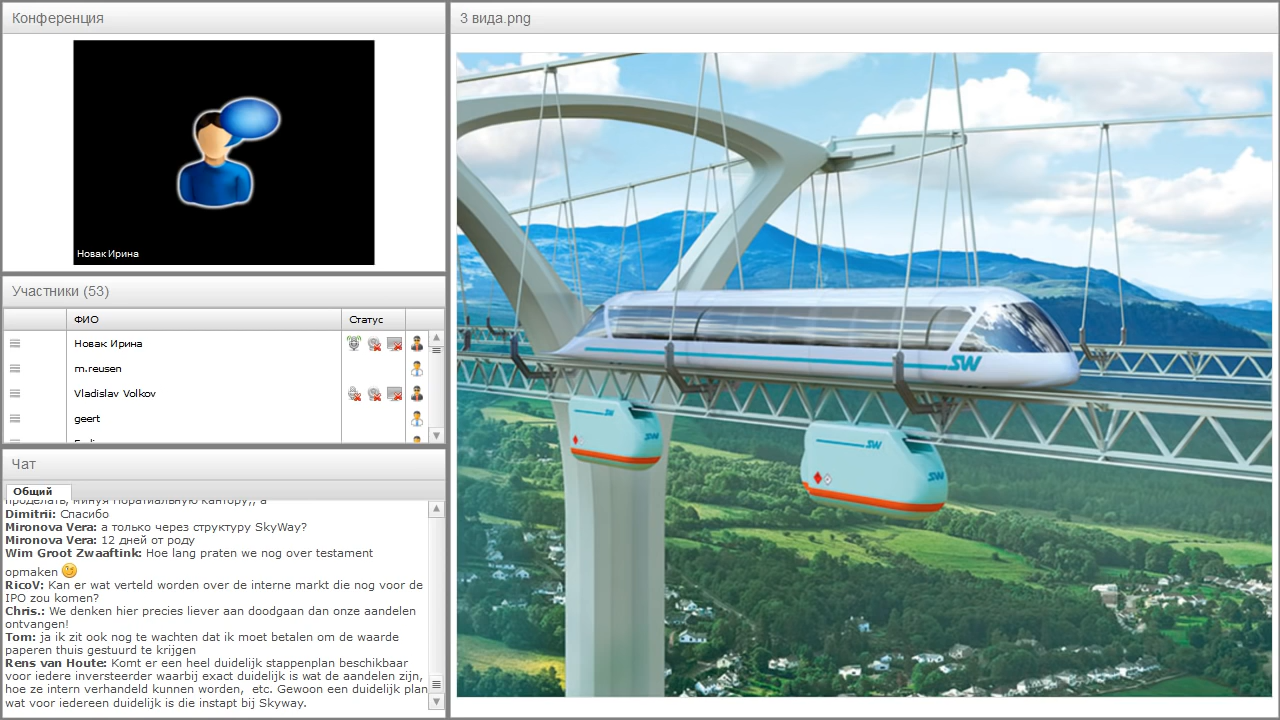 Конференция
Новак Ирина
Участники (53)
ФИО
Статус
Новак Ирина
m.reusen
Vladislav Volkov
geert
Чат
Общий
Dimitrii: Спасибо
Mironova Vera: а только через структуру SkyWay?
Mironova Vera: 12 дней от роду
Wim Groot Zwaaftink: Hoe lang praten we nog over testament
opmaken
RicoV: Kan er wat verteld worden over de interne markt die nog voor de
IPO zou komen?
Chris.: We denken hier precies liever aan doodgaan dan onze aandelen
ontvangen!
Tom: ja ik zit ook nog te wachten dat ik moet betalen om de waarde
paperen thuis gestuurd te krijgen
Rens van Houte: Komt er een heel duidelijk stappenplan beschikbaar
voor iedere inversteerder waarbij exact duidelijk is wat de aandelen zijn,
hoe ze intern verhandeld kunnen worden, etc. Gewoon een duidelijk plan
wat voor iedereen duidelijk is die instapt bij Skyway.
3 вида.png
SW
SW
SW
SW
SW